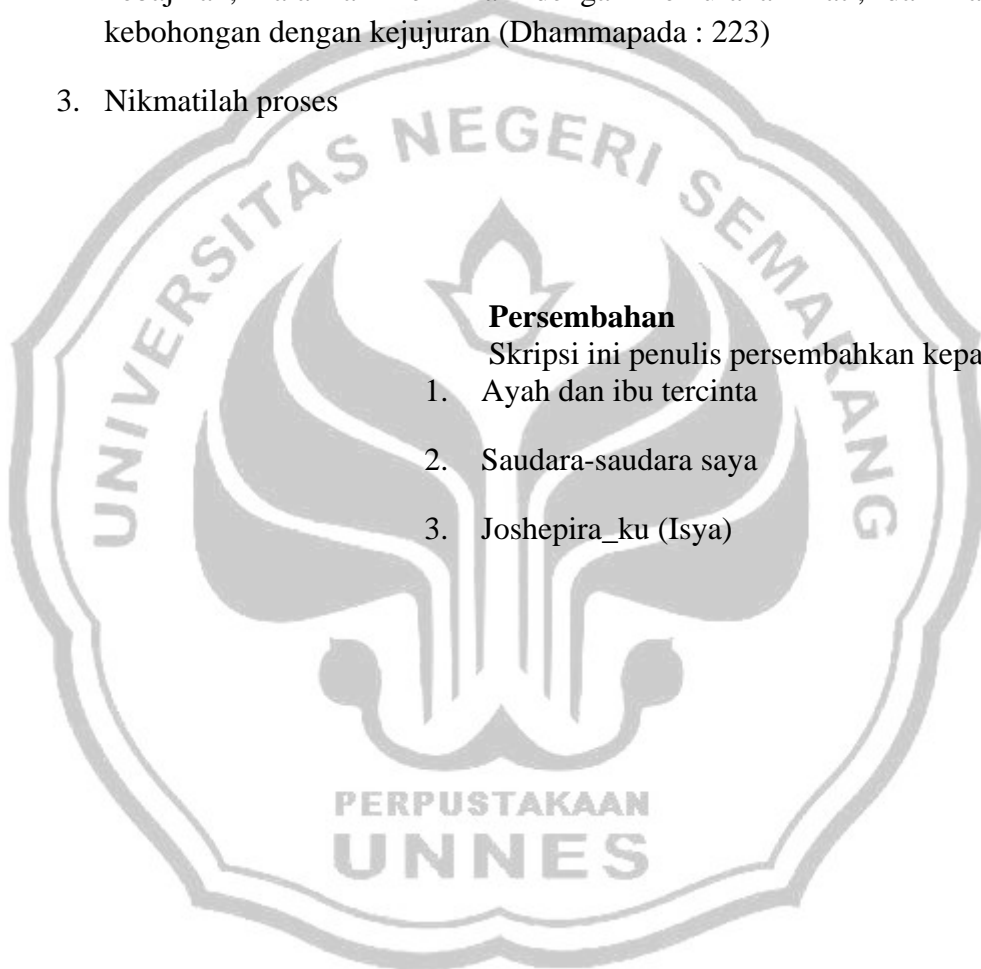 kebohongan dengan kejujuran (Dhammapada : 223)
3. Nikmatilah proses
UNIVERSITAS NEGERI SEMARANG
Persembahan
Skripsi ini penulis persembahkan
1. Ayah dan ibu tercinta
2. Saudara-saudara saya
3. Joshepira_ku (Isya)
PERPUSTAKAAN
UNNES